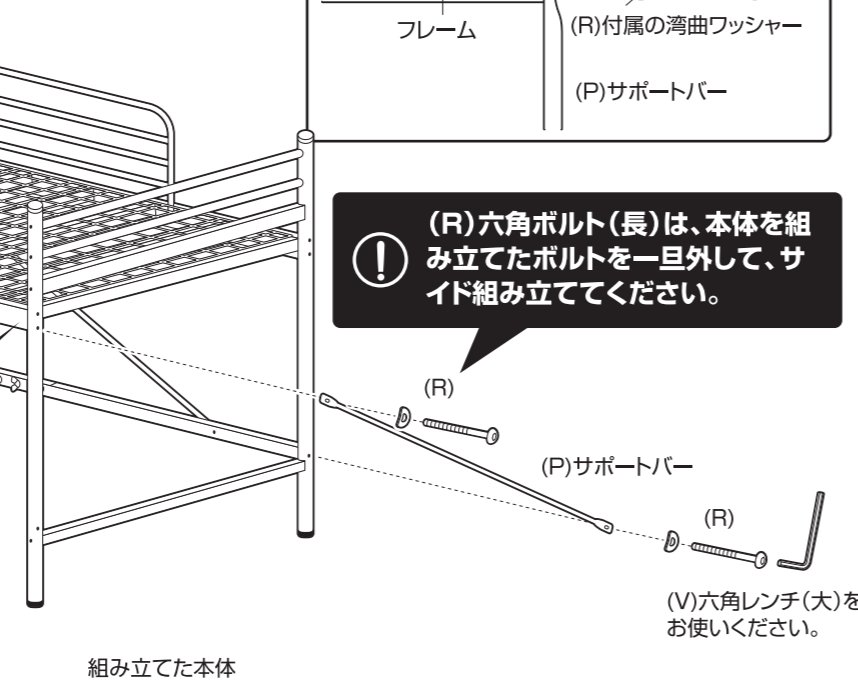 フレーム
(R)付属の湾曲ワッシャー
(P)サポートバー
(R)六角ボルト(長)は、本体を組
み立てたボルトを一旦外して、サ
イド組み立ててください。
(R)
(P)サポートバー
(R)
(V)六角レンチ(大)を
お使いください。
組み立てた本体